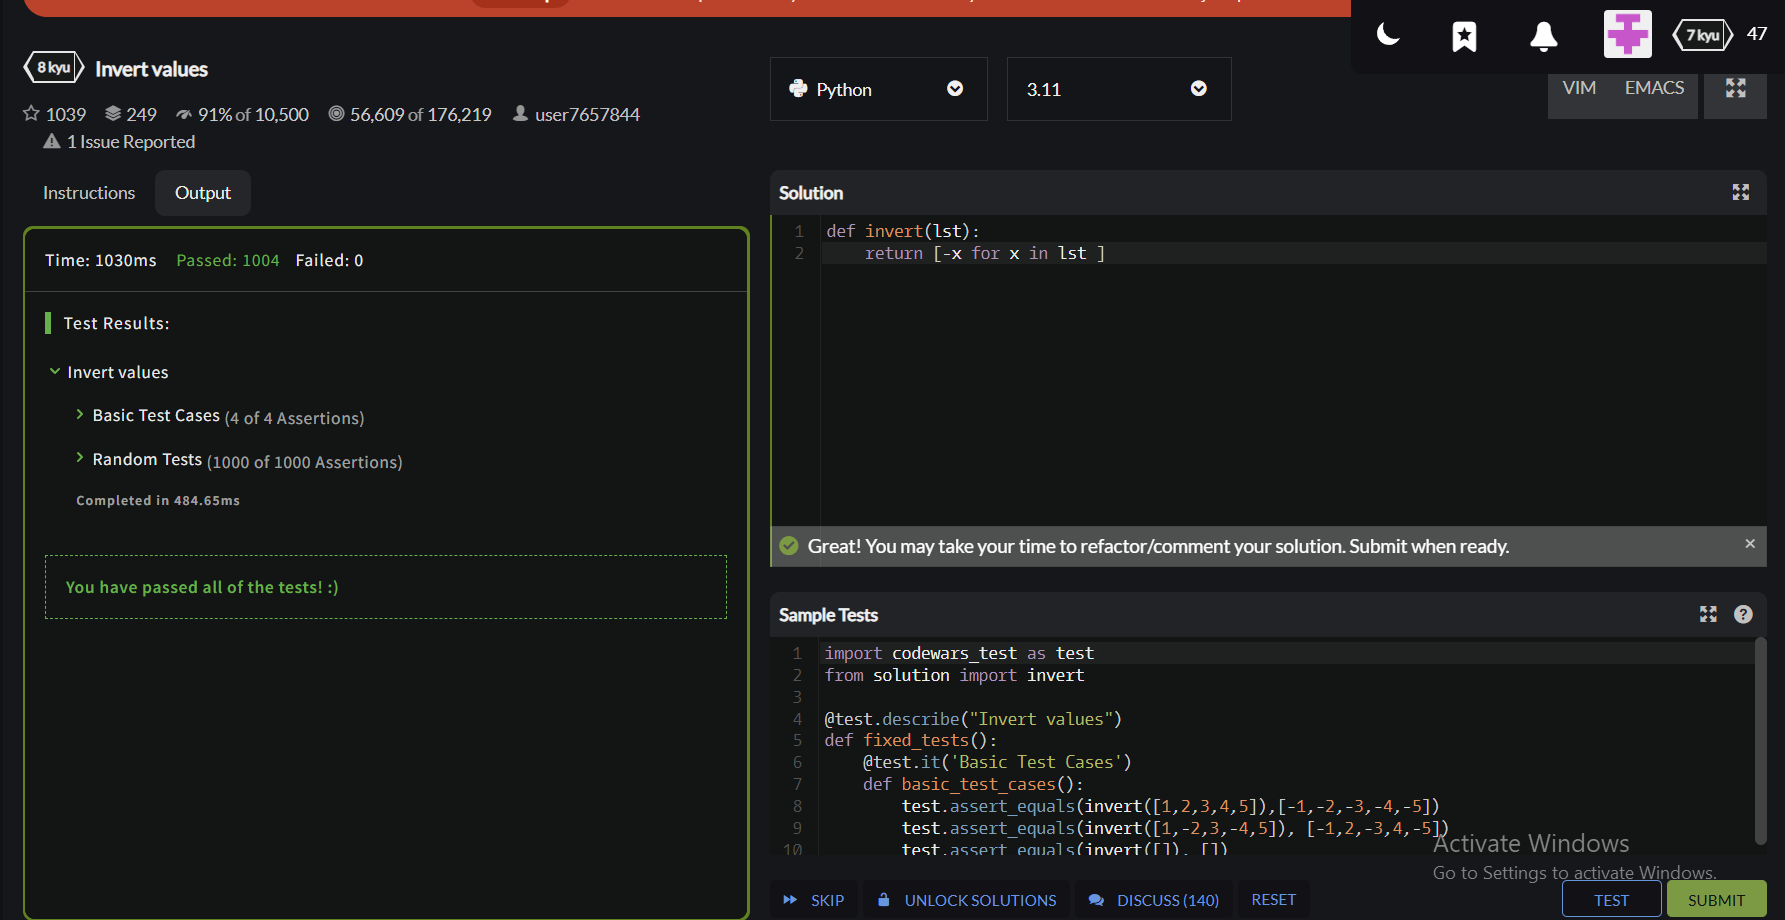 8 kyu Invert values
1039 249 91% of 10,500 56,609 of 176,219 user7657844
1 Issue Reported
Instructions Output
Time: 1030ms Passed: 1004 Failed: 0
Test Results:
Invert values
Basic Test Cases (4 of 4 Assertions)
Random Tests (1000 of 1000 Assertions)
Completed in 484.65ms
You have passed all of the tests! :)
7 kyu 47
Python 3.11 VIM EMACS
Solution
1 def invert(lst):
2     return [-x for x in lst ]
Great! You may take your time to refactor/comment your solution. Submit when ready. ×
Sample Tests ?
1 import codewars_test as test
2 from solution import invert
3
4 @test.describe("Invert values")
5 def fixed_tests():
6     @test.it('Basic Test Cases')
7     def basic_test_cases():
8         test.assert_equals(invert([1,2,3,4,5]),[-1,-2,-3,-4,-5])
9         test.assert_equals(invert([1,-2,3,-4,5]), [-1,2,-3,4,-5])
10         test.assert_equals(invert([]), [])
Activate Windows
Go to Settings to activate Windows.
SKIP UNLOCK SOLUTIONS DISCUSS (140) RESET TEST SUBMIT